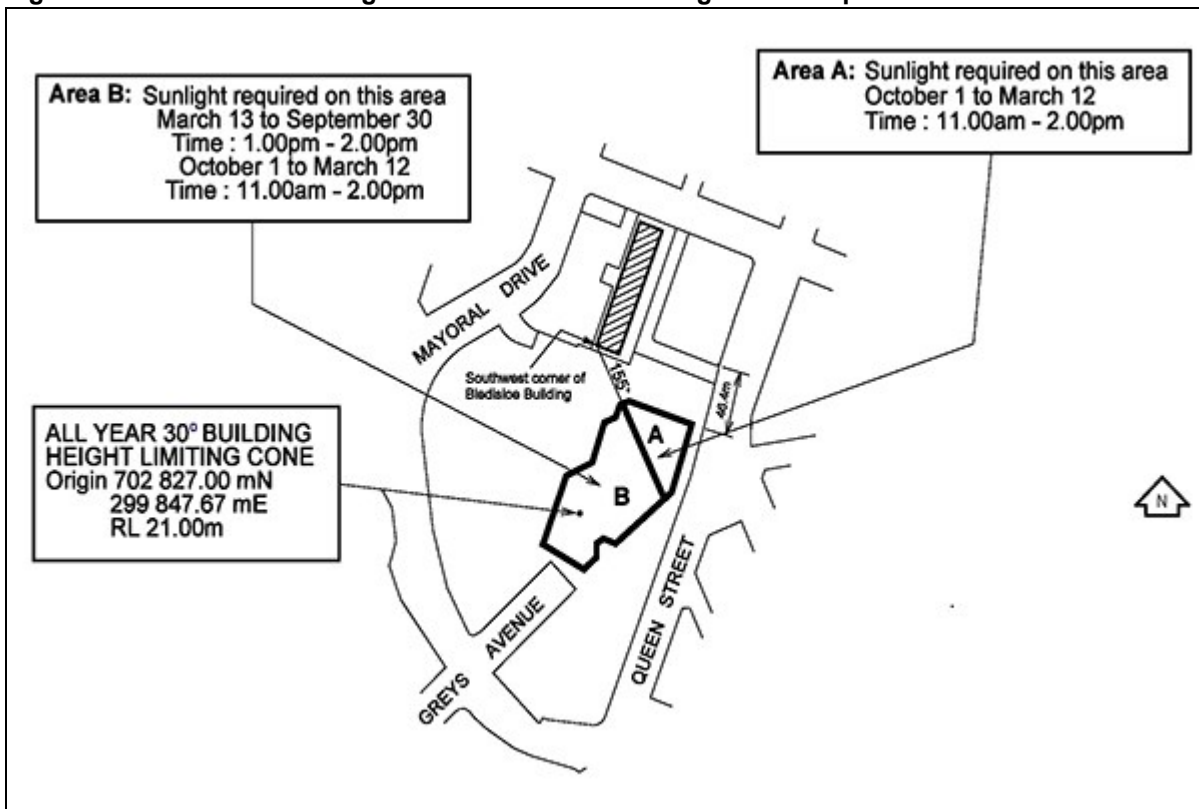 Area B: Sunlight required on this area
March 13 to September 30
Time : 1.00pm - 2.00pm
October 1 to March 12
Time : 11.00am - 2.00pm
Area A: Sunlight required on this area
October 1 to March 12
Time : 11.00am - 2.00pm
MAYORAL DRIVE
Southwest corner of
Bledisloe Building
155°
46.4m
A
B
ALL YEAR 30° BUILDING
HEIGHT LIMITING CONE
Origin 702 827.00 mN
299 847.67 mE
RL 21.00m
N
QUEEN STREET
GREYS AVENUE